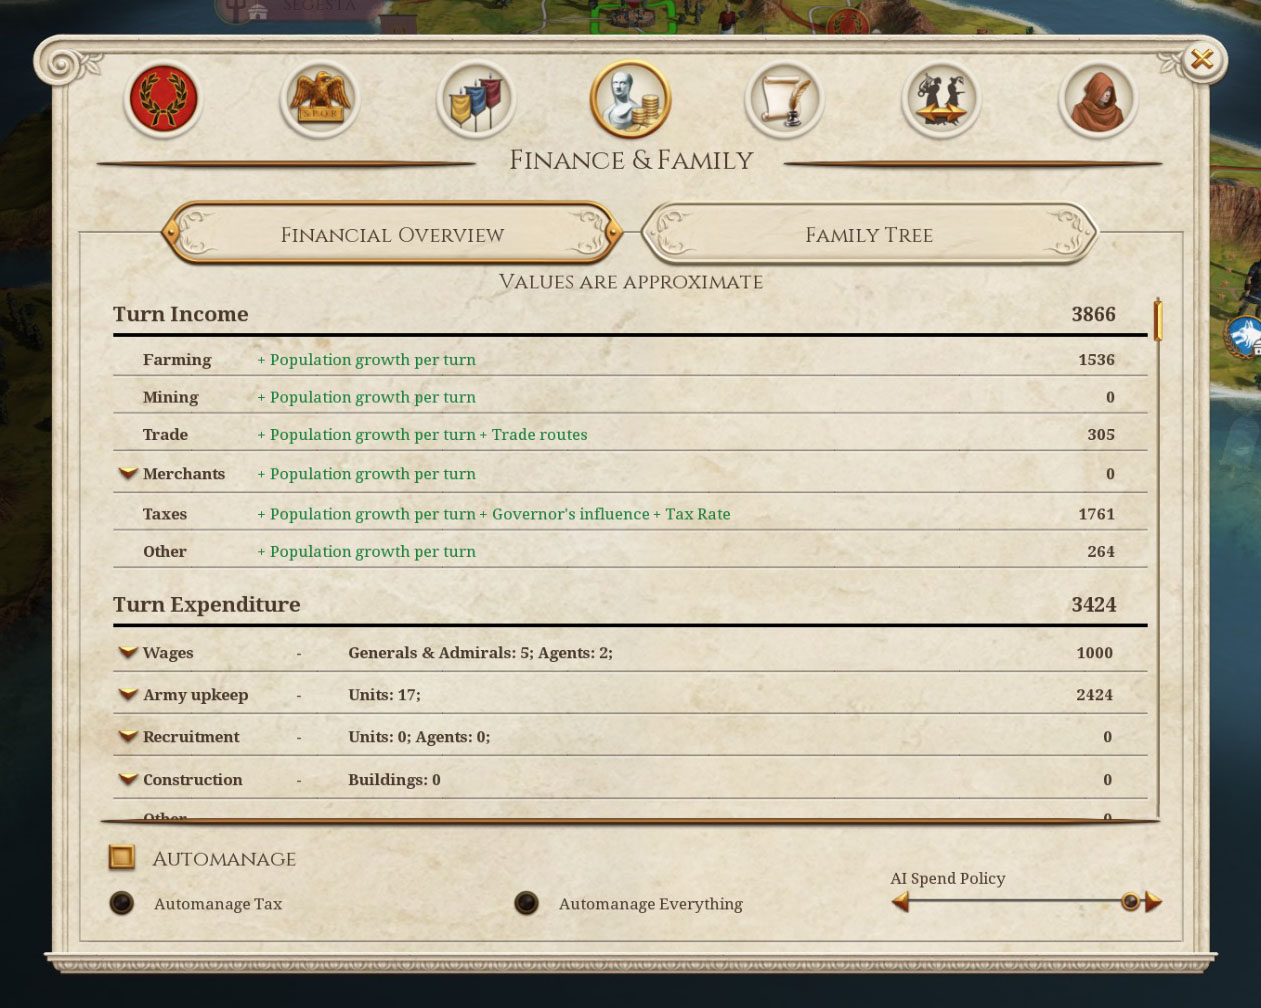 SEGESTA
FINANCE & FAMILY
FINANCIAL OVERVIEW
FAMILY TREE
VALUES ARE APPROXIMATE
Turn Income 3866
Farming + Population growth per turn 1536
Mining + Population growth per turn 0
Trade + Population growth per turn + Trade routes 305
Merchants + Population growth per turn 0
Taxes + Population growth per turn + Governor's influence + Tax Rate 1761
Other + Population growth per turn 264
Turn Expenditure 3424
Wages - Generals & Admirals: 5; Agents: 2; 1000
Army upkeep - Units: 17; 2424
Recruitment - Units: 0; Agents: 0; 0
Construction - Buildings: 0 0
Other 0
AUTOMANAGE
AI Spend Policy
Automanage Tax
Automanage Everything